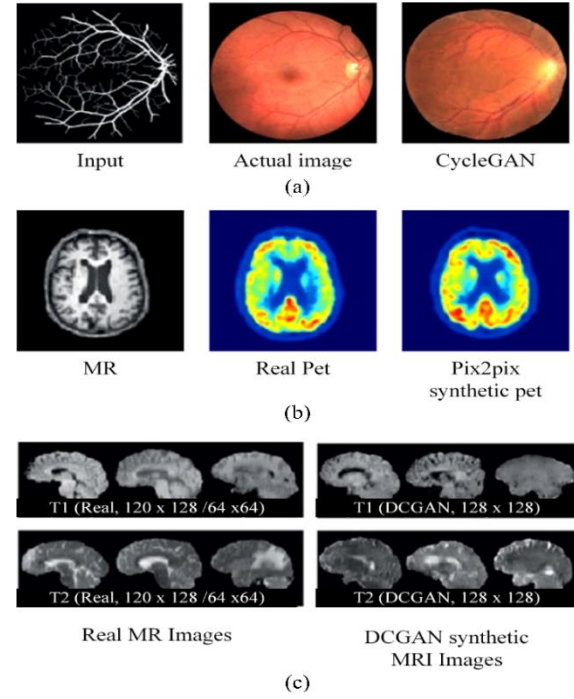 Input
Actual image
CycleGAN
(a)
MR
Real Pet
Pix2pix
synthetic pet
(b)
T1 (Real, 120 x 128 /64 x64)
T1 (DCGAN, 128 x 128)
T2 (Real, 120 x 128 /64 x64)
T2 (DCGAN, 128 x 128)
Real MR Images
DCGAN synthetic
MRI Images
(c)